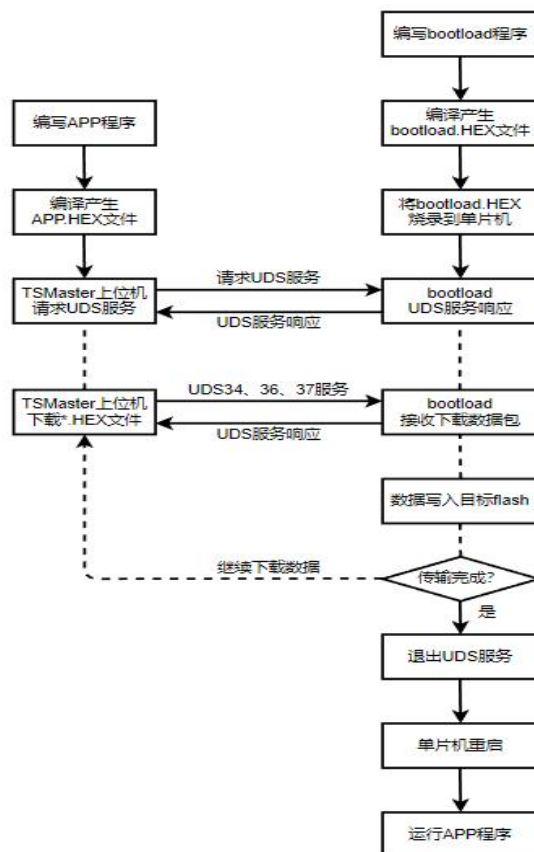 编写bootload程序
编译产生
bootload.HEX文件
编写APP程序
编译产生
APP.HEX文件
将bootload.HEX
烧录到单片机
TSMaster上位机
请求UDS服务
请求UDS服务
UDS服务响应
bootload
UDS服务响应
TSMaster上位机
下载*.HEX文件
UDS34、36、37服务
UDS服务响应
bootload
接收下载数据包
数据写入目标flash
继续下载数据
传输完成?
是
退出UDS服务
单片机重启
运行APP程序